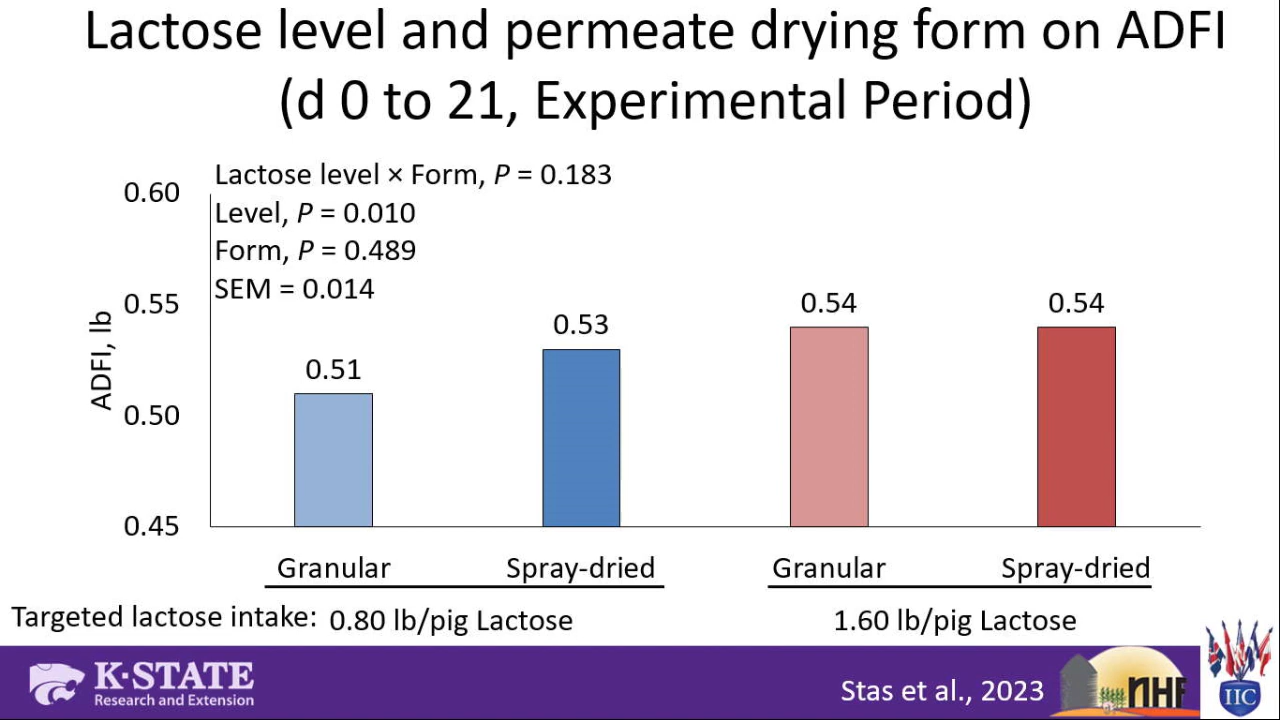 Lactose level and permeate drying form on ADFI
(d 0 to 21, Experimental Period)
Lactose level × Form, P = 0.183
Level, P = 0.010
Form, P = 0.489
SEM = 0.014
ADFI, lb
0.60
0.55
0.50
0.45
0.51
0.53
0.54
0.54
Granular
Spray-dried
Granular
Spray-dried
Targeted lactose intake: 0.80 lb/pig Lactose
1.60 lb/pig Lactose
K-STATE
Research and Extension
Stas et al., 2023
NHF
IIC